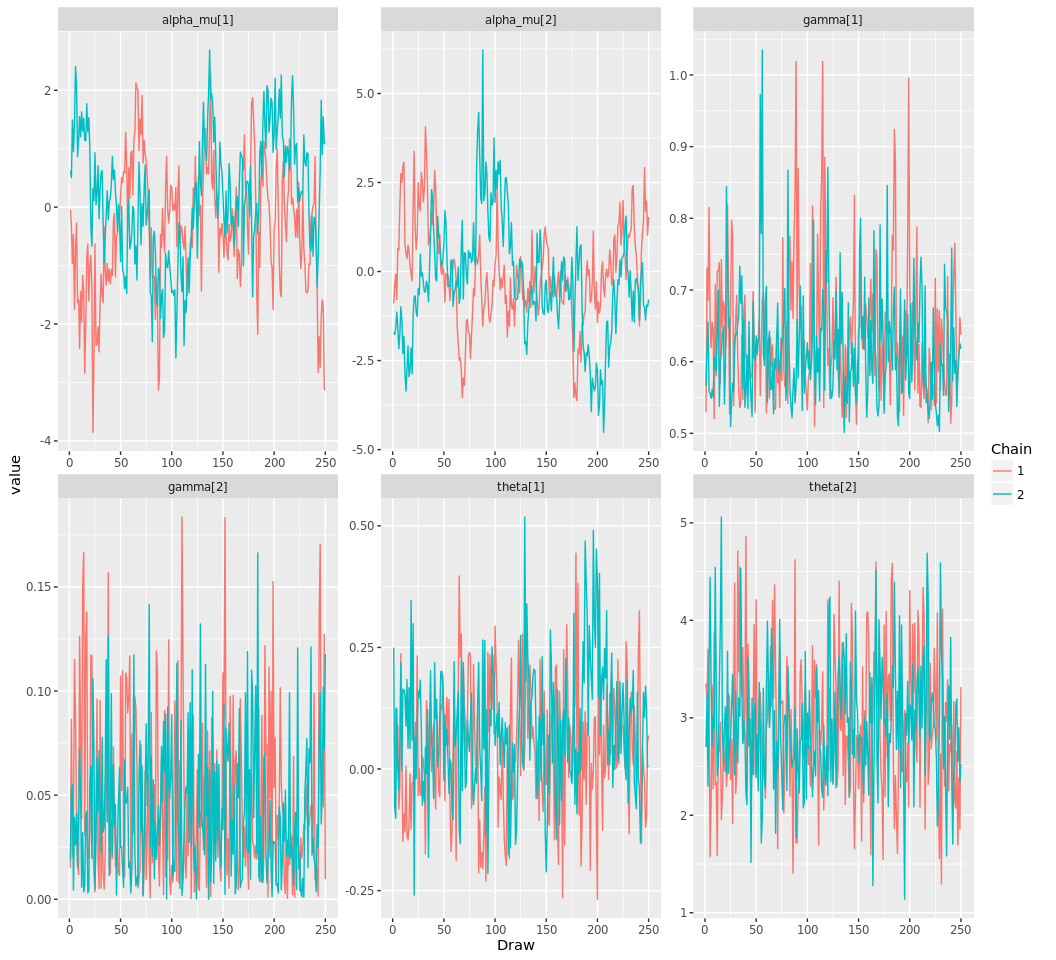 alpha_mu[1] alpha_mu[2] gamma[1]
2
0
-2
-4
0 50 100 150 200 250
5.0
2.5
0.0
-2.5
-5.0
0 50 100 150 200 250
1.0
0.9
0.8
0.7
0.6
0.5
0 50 100 150 200 250
value
gamma[2] theta[1] theta[2]
0.15
0.10
0.05
0.00
0 50 100 150 200 250
0.50
0.25
0.00
-0.25
0 50 100 150 200 250
5
4
3
2
1
0 50 100 150 200 250
Draw
Chain
1
2